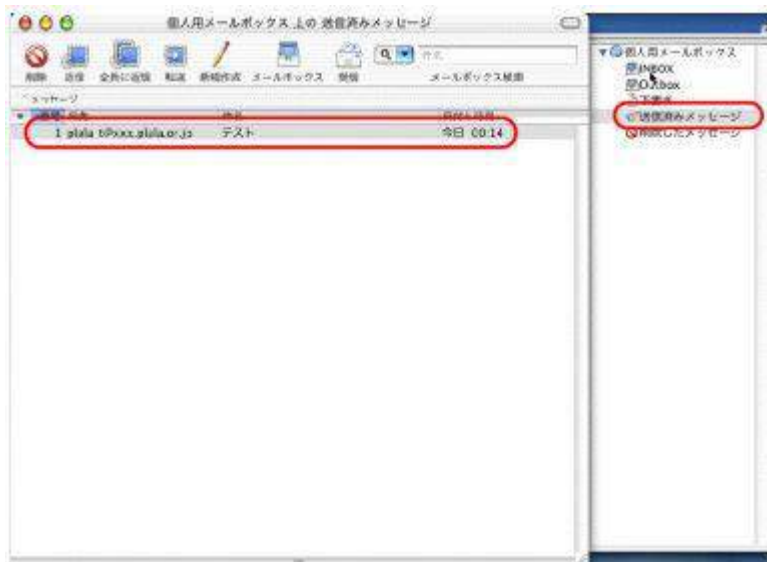 個人用メールボックス 上の 送信済みメッセージ
削除 返信 全員に返信 転送 新規作成 メールボックス 受信 メールボックス検索
メッセージ
件名
1 テスト 今日 00:14
個人用メールボックス
INBOX
Outbox
下書き
送信済みメッセージ
削除したメッセージ